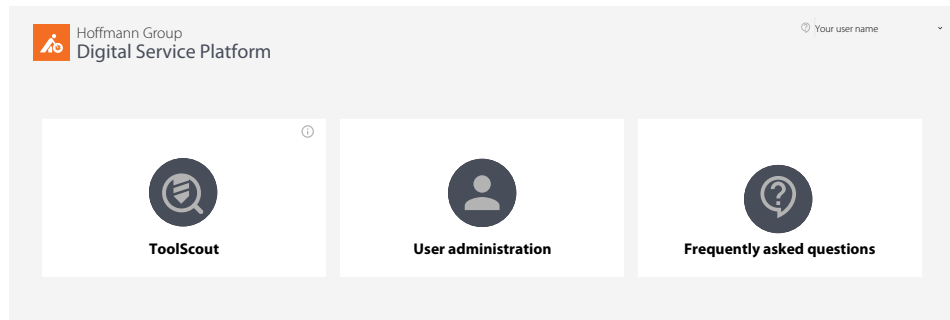 Hoffmann Group
Digital Service Platform
Your user name
ToolScout
User administration
Frequently asked questions